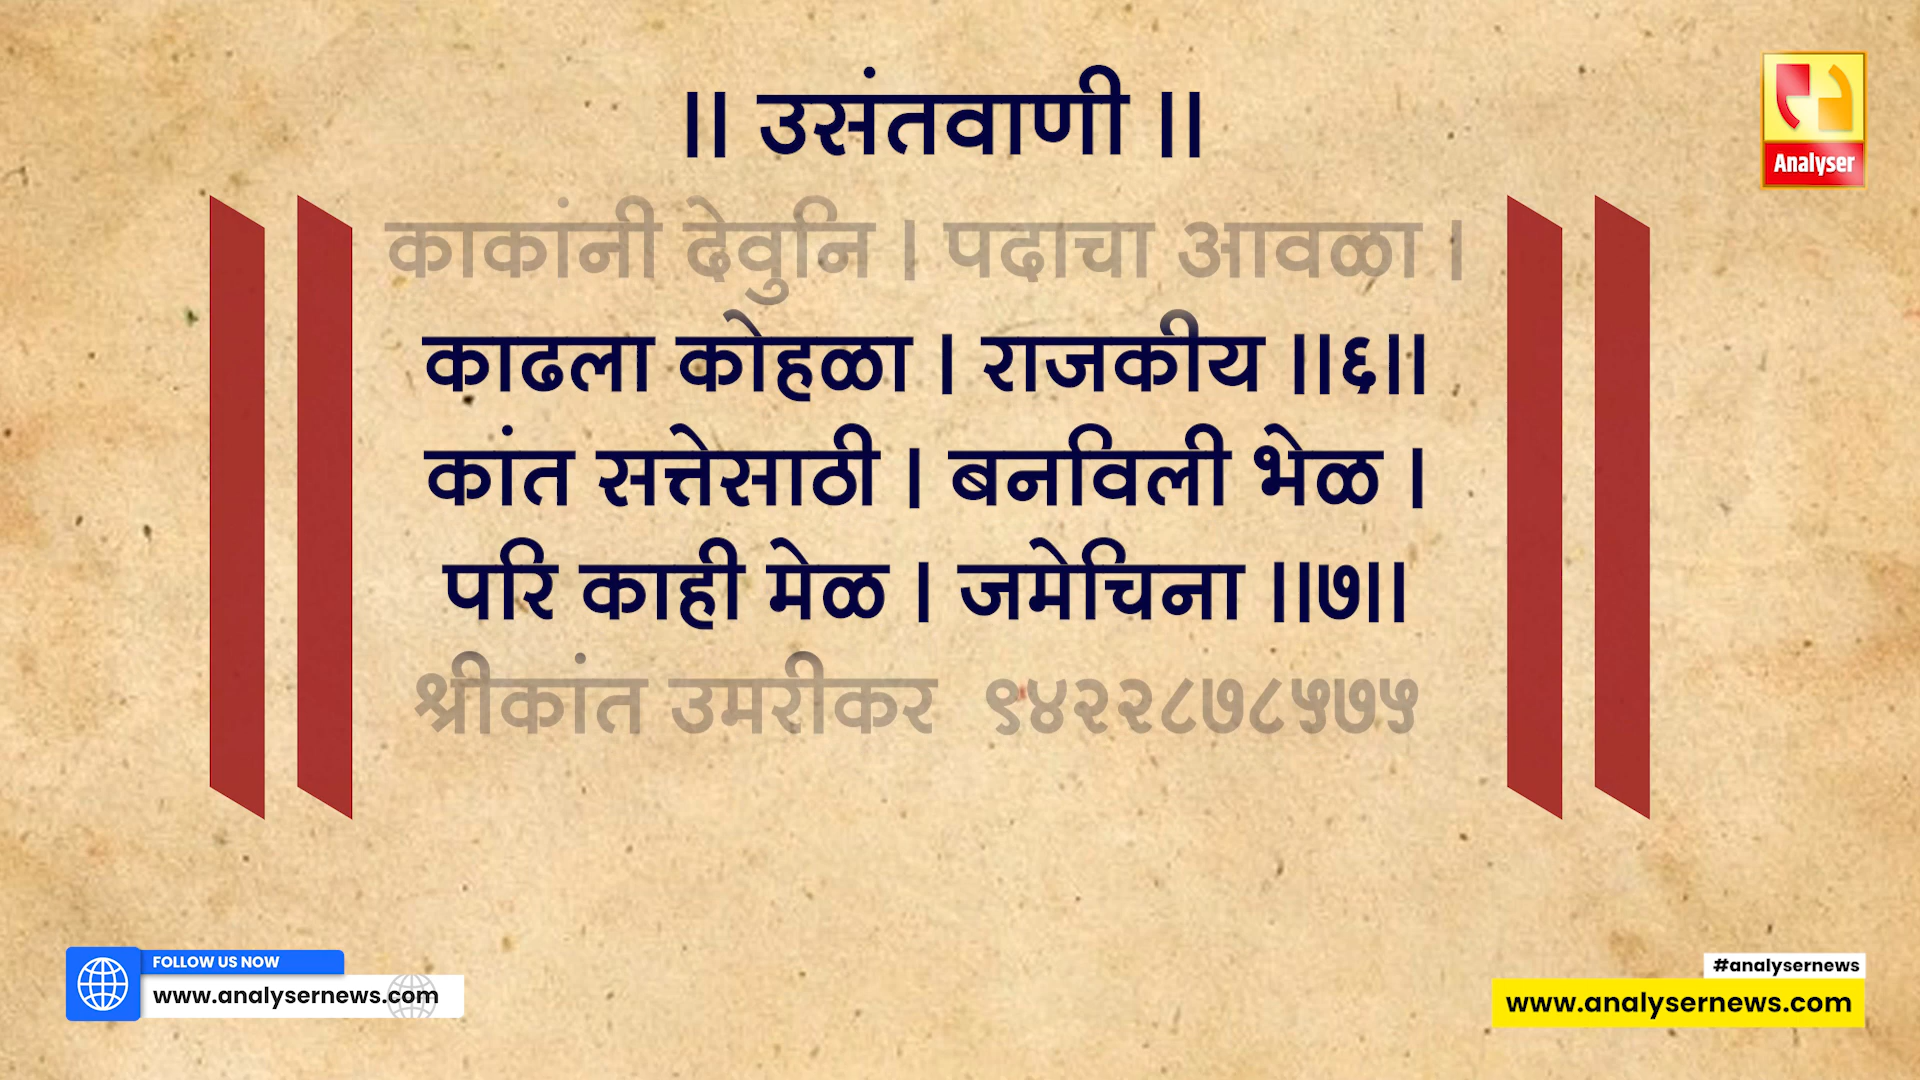 ॥ उसंतवाणी ॥
Analyser
काकांनी देवुनि । पदाचा आवळा ।
काढला कोहळा । राजकीय ॥६॥
कांत सत्तेसाठी । बनविली भेळ ।
परि काही मेळ । जमेचिना ॥७॥
श्रीकांत उमरीकर ९४२२८७८५७५
FOLLOW US NOW
www.analysernews.com
#analysernews
www.analysernews.com